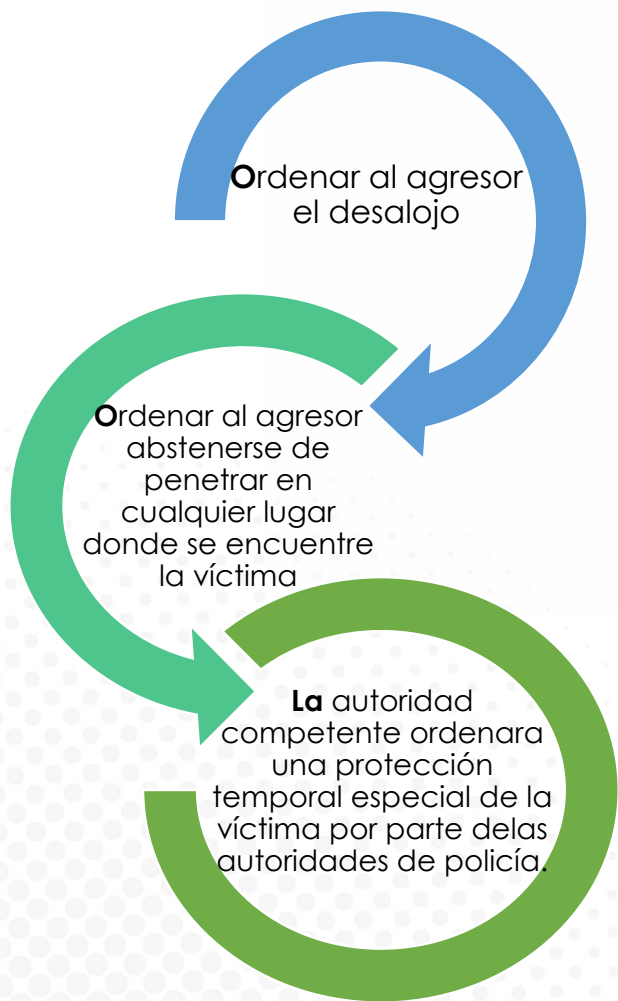 Ordenar al agresor
el desalojo
Ordenar al agresor
abstenerse de
penetrar en
cualquier lugar
donde se encuentre
la víctima
La autoridad
competente ordenara
una protección
temporal especial de la
víctima por parte delas
autoridades de policía.